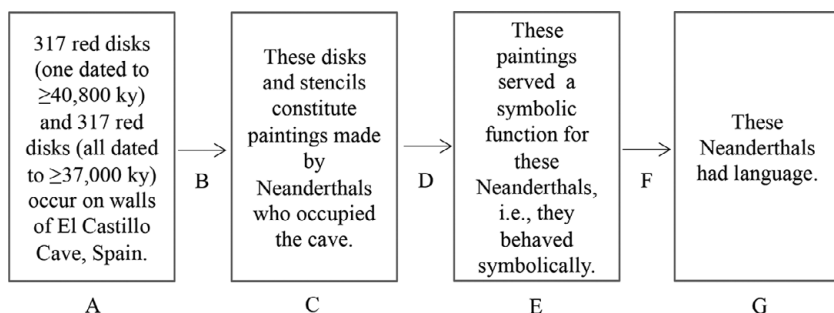 317 red disks
(one dated to
≥40,800 ky)
and 317 red
disks (all dated
to ≥37,000 ky)
occur on walls
of El Castillo
Cave, Spain.
A
B
These disks
and stencils
constitute
paintings made
by
Neanderthals
who occupied
the cave.
C
D
These
paintings
served a
symbolic
function for
these
Neanderthals,
i.e., they
behaved
symbolically.
E
F
These
Neanderthals
had language.
G